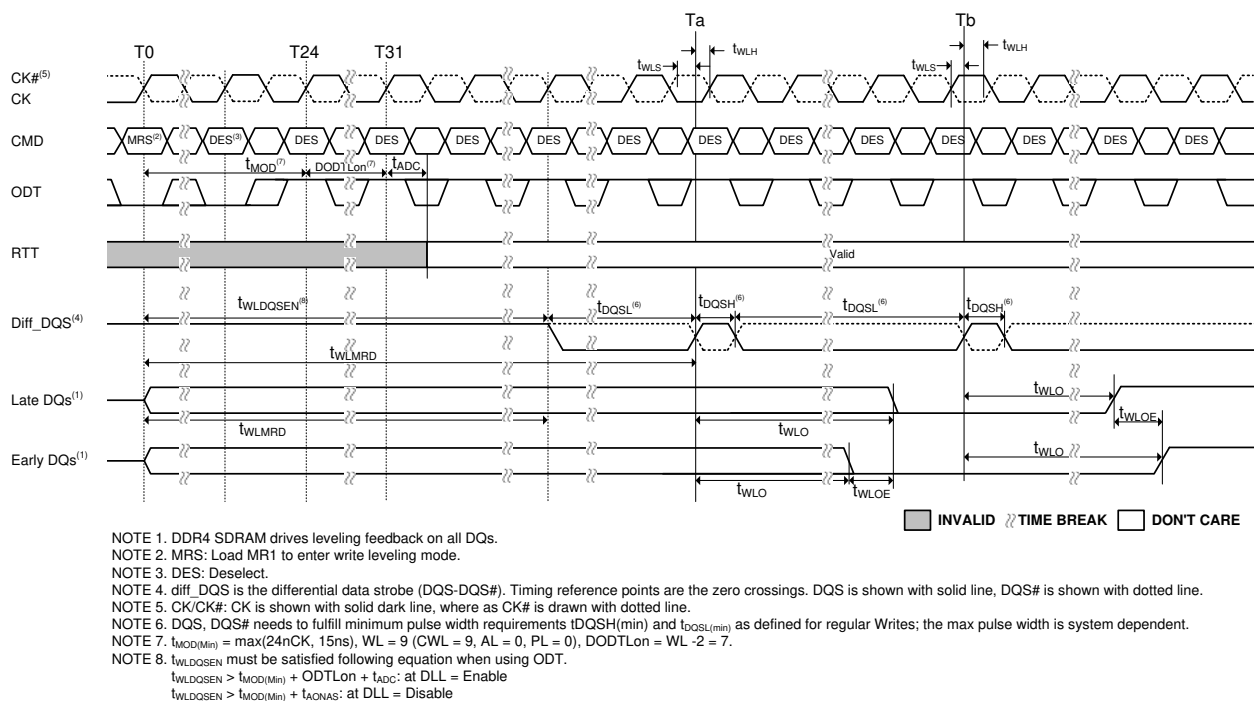 Ta
Tb
T0
T24
T31
tWLH
tWLS
tWLH
tWLS
CK#(5)
CK
CMD
MRS(2) DES(3) DES DES DES DES DES DES DES DES DES DES DES DES
tMOD(7)
DODTLon(7)
tADC
ODT
RTT
Valid
tWLDQSEN(8)
tDQSL(6)
tDQSH(6)
tDQSL(6)
tDQSH(6)
Diff_DQS(4)
tWLMRD
Late DQs(1)
tWLO
tWLMRD
tWLO
tWLOE
Early DQs(1)
tWLO
tWLO
tWLOE
INVALID TIME BREAK DON'T CARE
NOTE 1. DDR4 SDRAM drives leveling feedback on all DQs.
NOTE 2. MRS: Load MR1 to enter write leveling mode.
NOTE 3. DES: Deselect.
NOTE 4. diff_DQS is the differential data strobe (DQS-DQS#). Timing reference points are the zero crossings. DQS is shown with solid line, DQS# is shown with dotted line.
NOTE 5. CK/CK#: CK is shown with solid dark line, where as CK# is drawn with dotted line.
NOTE 6. DQS, DQS# needs to fulfill minimum pulse width requirements tDQSH(min) and tDQSL(min) as defined for regular Writes; the max pulse width is system dependent.
NOTE 7. tMOD(Min) = max(24nCK, 15ns), WL = 9 (CWL = 9, AL = 0, PL = 0), DODTLon = WL -2 = 7.
NOTE 8. tWLDQSEN must be satisfied following equation when using ODT.
tWLDQSEN > tMOD(Min) + ODTLon + tADC: at DLL = Enable
tWLDQSEN > tMOD(Min) + tAONAS: at DLL = Disable